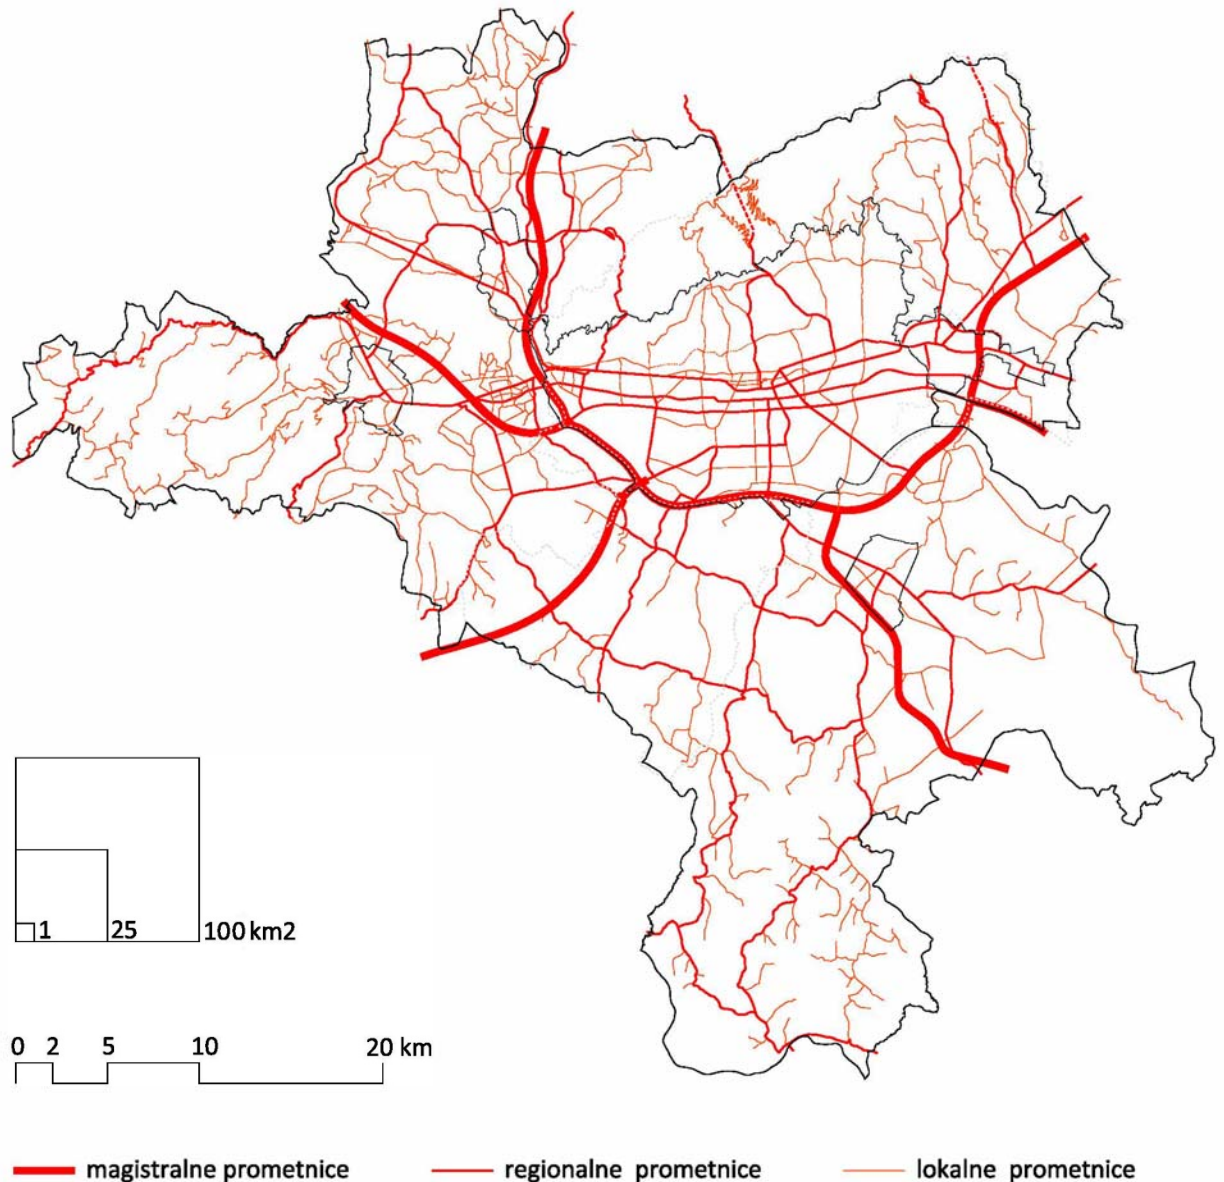 1
25
100 km2
0 2 5 10 20 km
magistralne prometnice
regionalne prometnice
lokalne prometnice